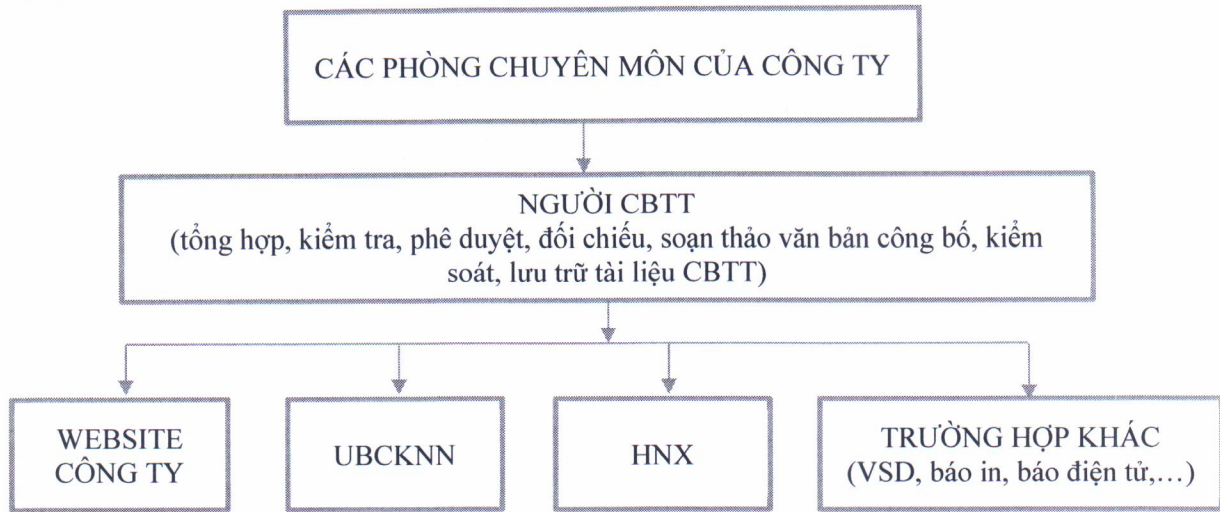 CÁC PHÒNG CHUYÊN MÔN CỦA CÔNG TY
NGƯỜI CBTT
(tổng hợp, kiểm tra, phê duyệt, đối chiếu, soạn thảo văn bản công bố, kiểm
soát, lưu trữ tài liệu CBTT)
WEBSITE
CÔNG TY
UBCKNN
HNX
TRƯỜNG HỢP KHÁC
(VSD, báo in, báo điện tử,…)